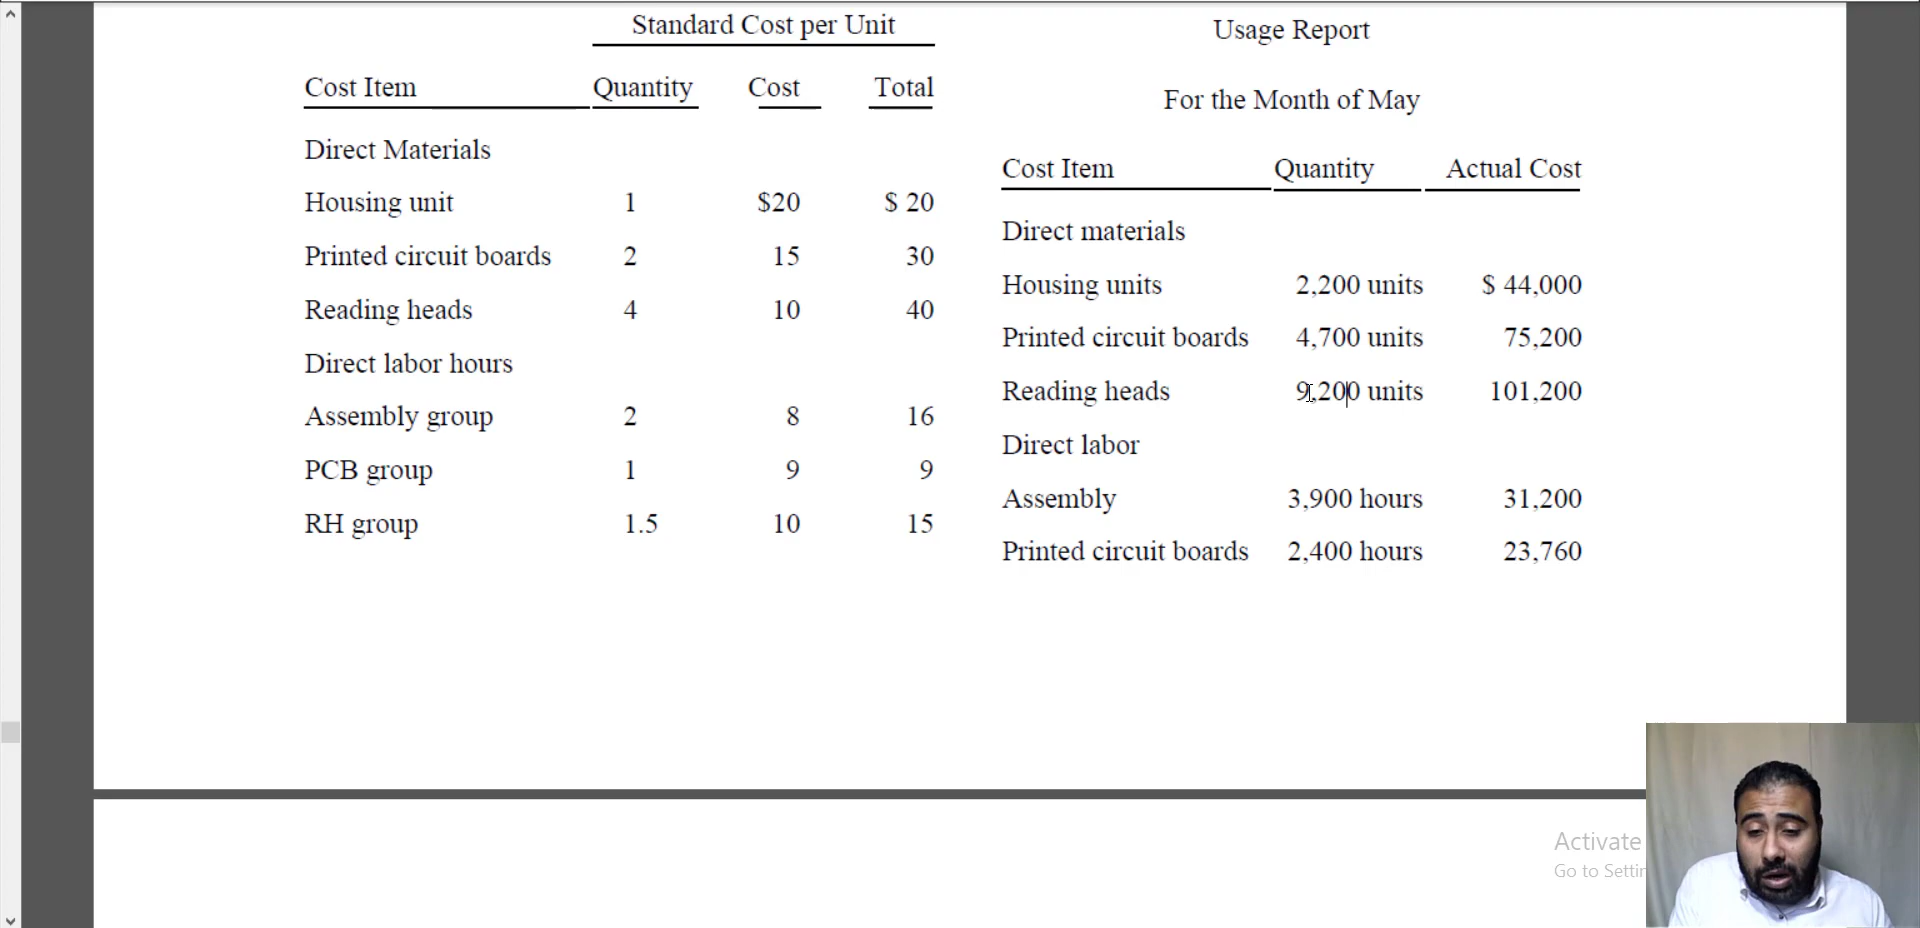 Standard Cost per Unit
Cost Item Quantity Cost Total
Direct Materials
Housing unit 1 $20 $ 20
Printed circuit boards 2 15 30
Reading heads 4 10 40
Direct labor hours
Assembly group 2 8 16
PCB group 1 9 9
RH group 1.5 10 15
Usage Report
For the Month of May
Cost Item Quantity Actual Cost
Direct materials
Housing units 2,200 units $ 44,000
Printed circuit boards 4,700 units 75,200
Reading heads 9,200 units 101,200
Direct labor
Assembly 3,900 hours 31,200
Printed circuit boards 2,400 hours 23,760
Activate
Go to Settin